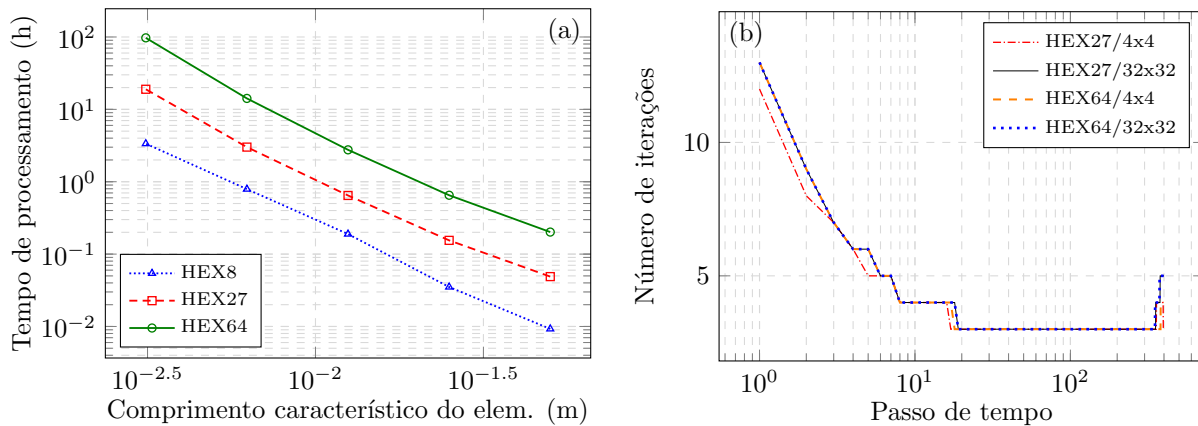 (a)
Tempo de processamento (h)
10^2
10^1
10^0
10^−1
10^−2
HEX8
HEX27
HEX64
10^−2.5
10^−2
10^−1.5
Comprimento característico do elem. (m)
(b)
Número de iterações
10
5
HEX27/4x4
HEX27/32x32
HEX64/4x4
HEX64/32x32
10^0
10^1
10^2
Passo de tempo